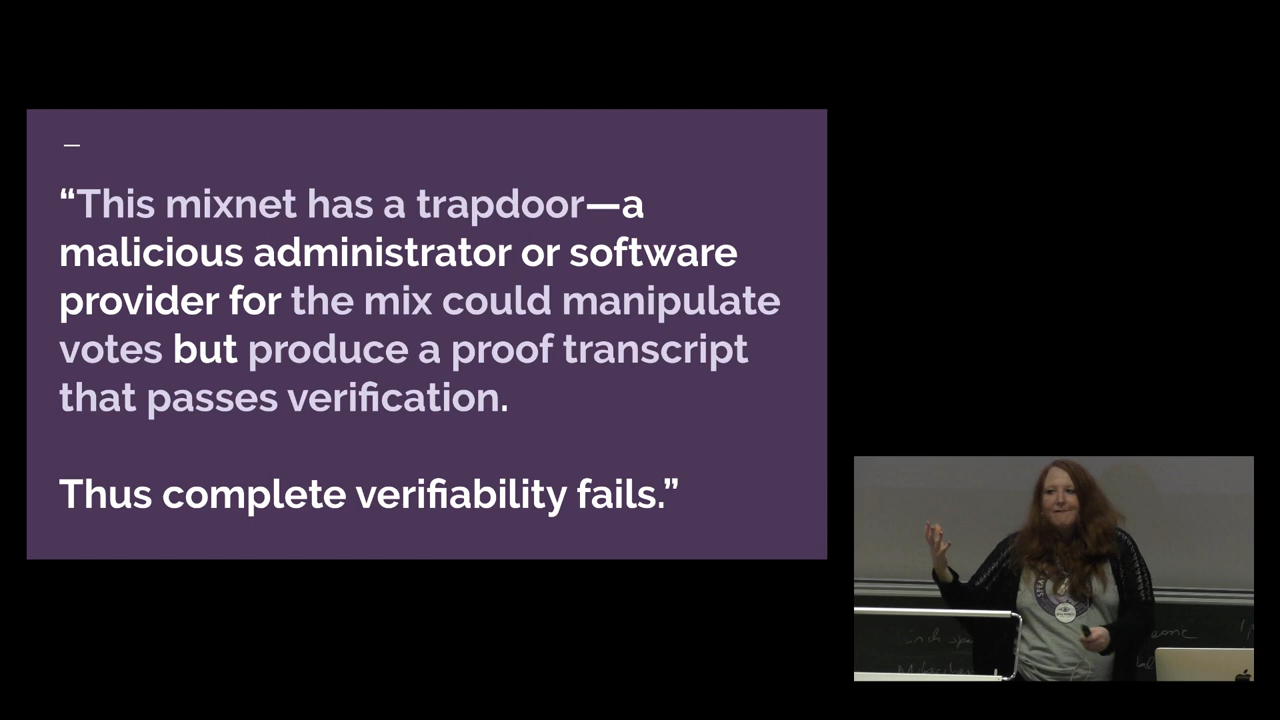 “This mixnet has a trapdoor—a
malicious administrator or software
provider for the mix could manipulate
votes but produce a proof transcript
that passes verification.
Thus complete verifiability fails.”